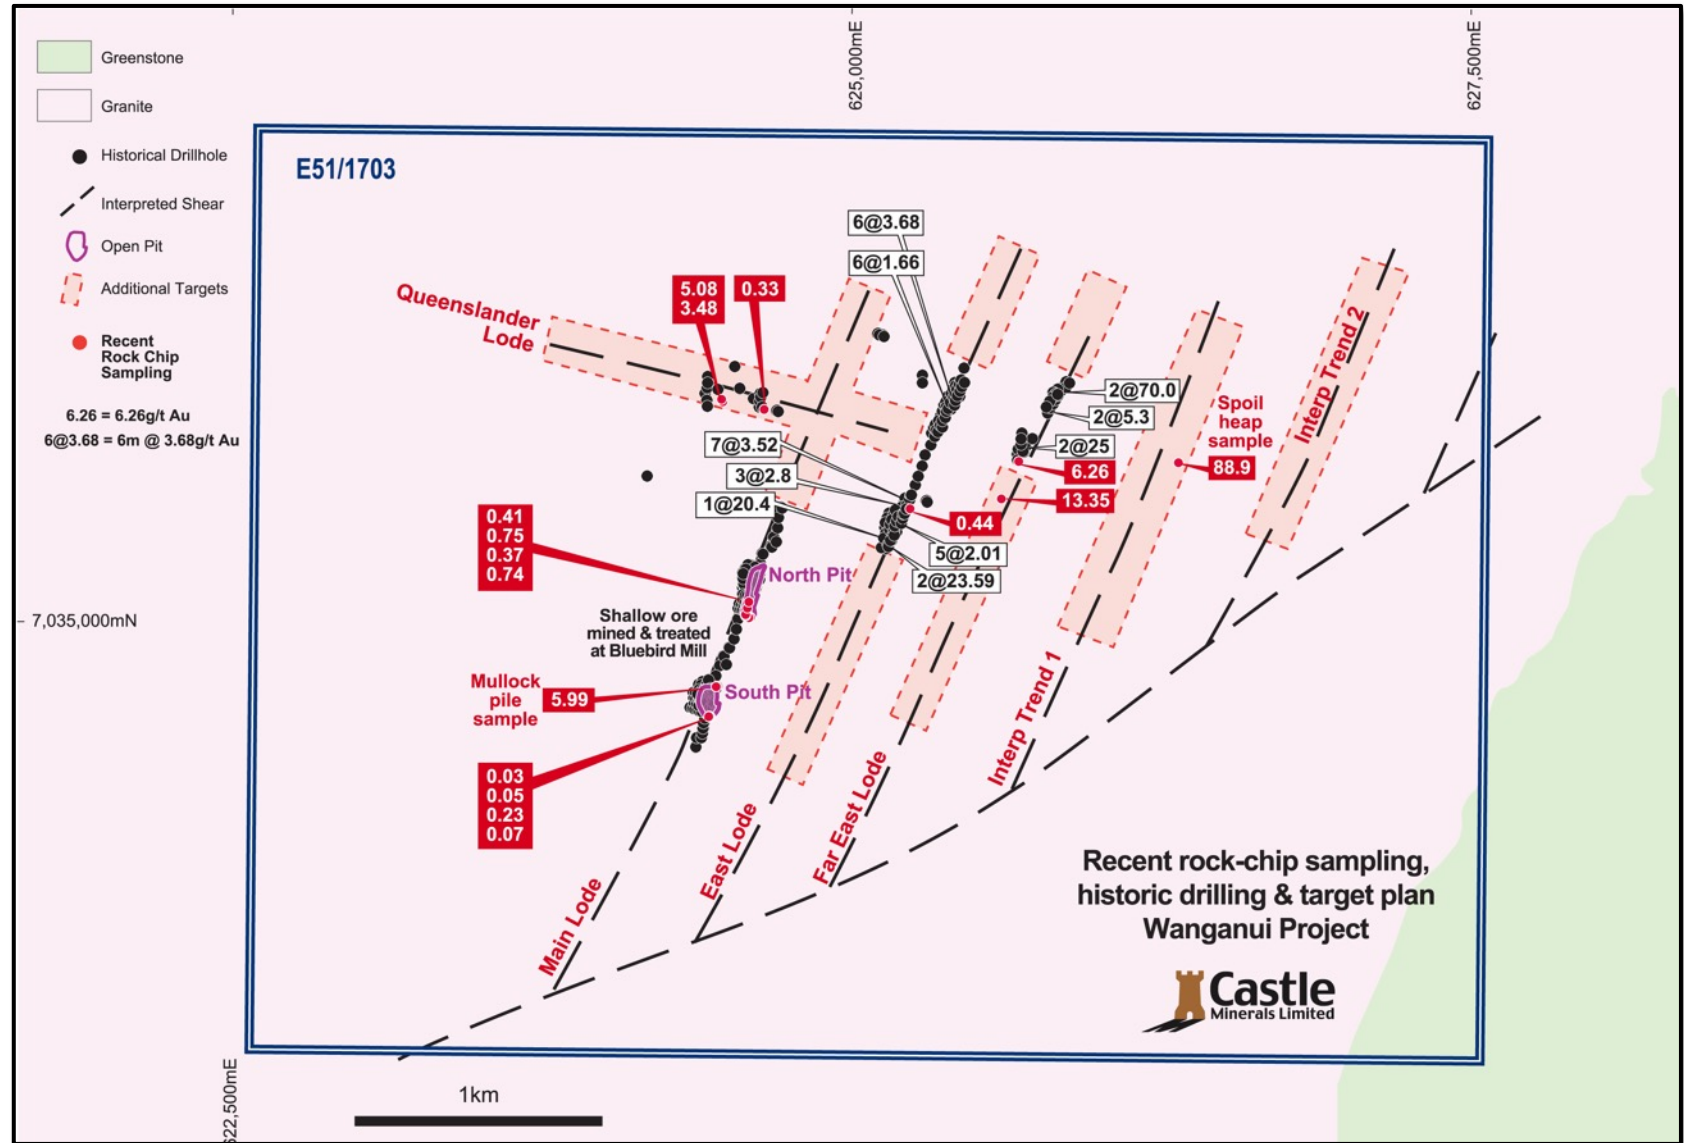 625,000mE
627,500mE
Greenstone
Granite
Historical Drillhole
Interpreted Shear
Open Pit
Additional Targets
Recent
Rock Chip
Sampling
6.26 = 6.26g/t Au
6@3.68 = 6m @ 3.68g/t Au
E51/1703
6@3.68
6@1.66
Queenslander
Lode
5.08
3.48
0.33
Interp Trend 2
2@70.0
2@5.3
2@25
Spoil
heap
sample
88.9
6.26
13.35
7@3.52
3@2.8
1@20.4
0.44
5@2.01
2@23.59
0.41
0.75
0.37
0.74
North Pit
7,035,000mN
Shallow ore
mined & treated
at Bluebird Mill
Mullock
pile
sample
5.99
South Pit
0.03
0.05
0.23
0.07
Interp Trend 1
Far East Lode
East Lode
Main Lode
Recent rock-chip sampling,
historic drilling & target plan
Wanganui Project
Castle
Minerals Limited
622,500mE
1km